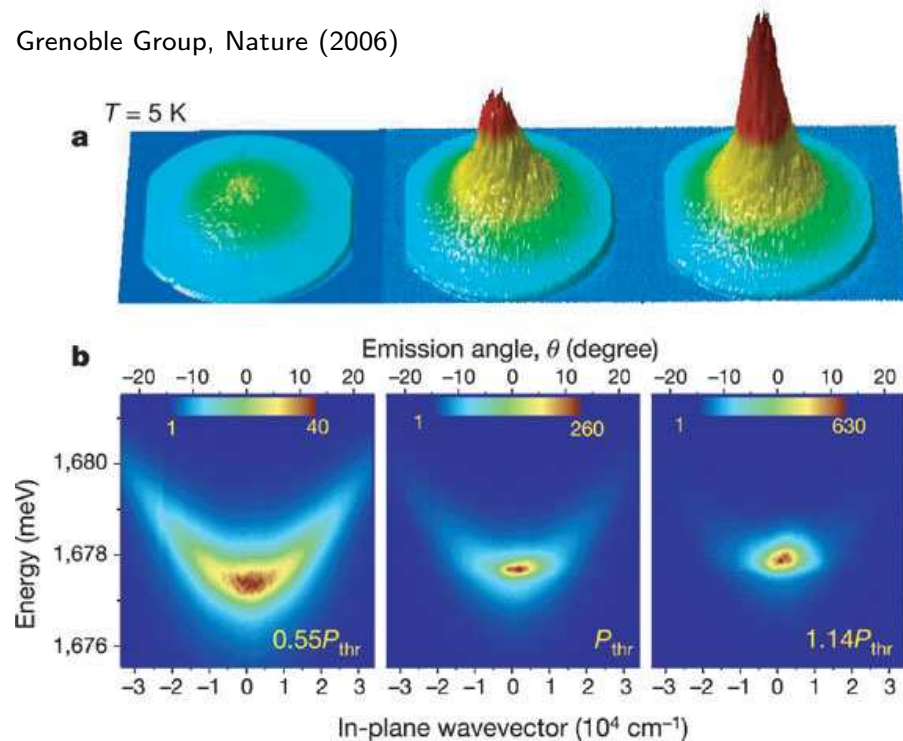 Grenoble Group, Nature (2006)
T = 5 K
a
b
Emission angle, θ (degree)
−20 −10 0 10 20 −20 −10 0 10 20 −20 −10 0 10 20
1 40 1 260 1 630
Energy (meV)
1,680
1,678
1,676
0.55Pthr Pthr 1.14Pthr
−3 −2 −1 0 1 2 3 −3 −2 −1 0 1 2 3 −3 −2 −1 0 1 2 3
In-plane wavevector (10⁴ cm⁻¹)